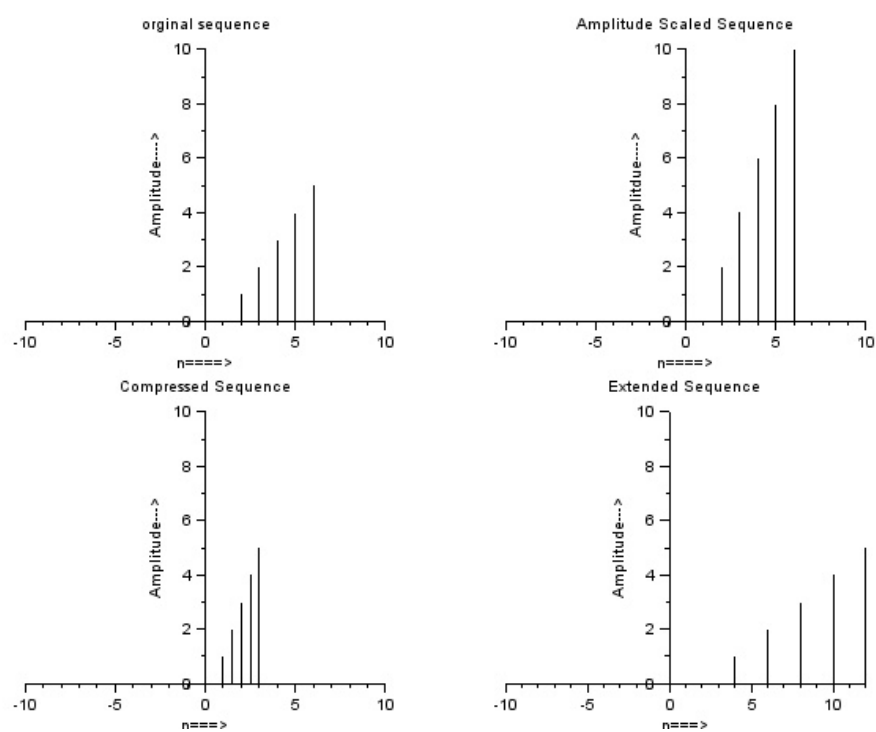 orginal sequence
10
8
6
4
2
0
Amplitude---->
-10 -5 0 5 10
n====>
Amplitude Scaled Sequence
10
8
6
4
2
0
Amplitdue---->
-10 -5 0 5 10
n====>
Compressed Sequence
10
8
6
4
2
0
Amplitude--->
-10 -5 0 5 10
n===>
Extended Sequence
10
8
6
4
2
0
Amplitude--->
-10 -5 0 5 10
n===>